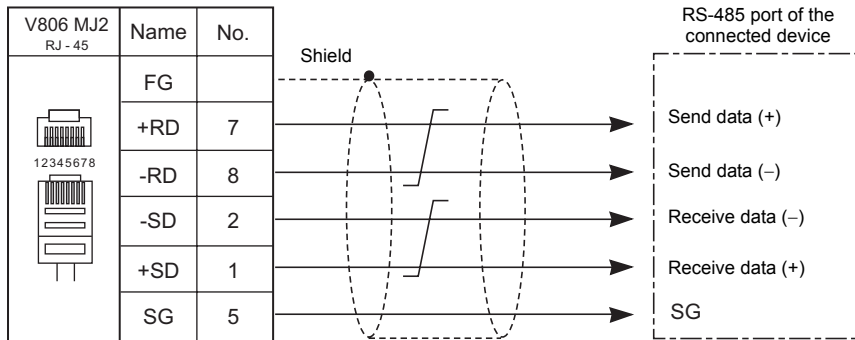 V806 MJ2
RJ - 45
Name
No.
Shield
RS-485 port of the
connected device
FG
+RD
7
Send data (+)
12345678
-RD
8
Send data (−)
-SD
2
Receive data (−)
+SD
1
Receive data (+)
SG
5
SG